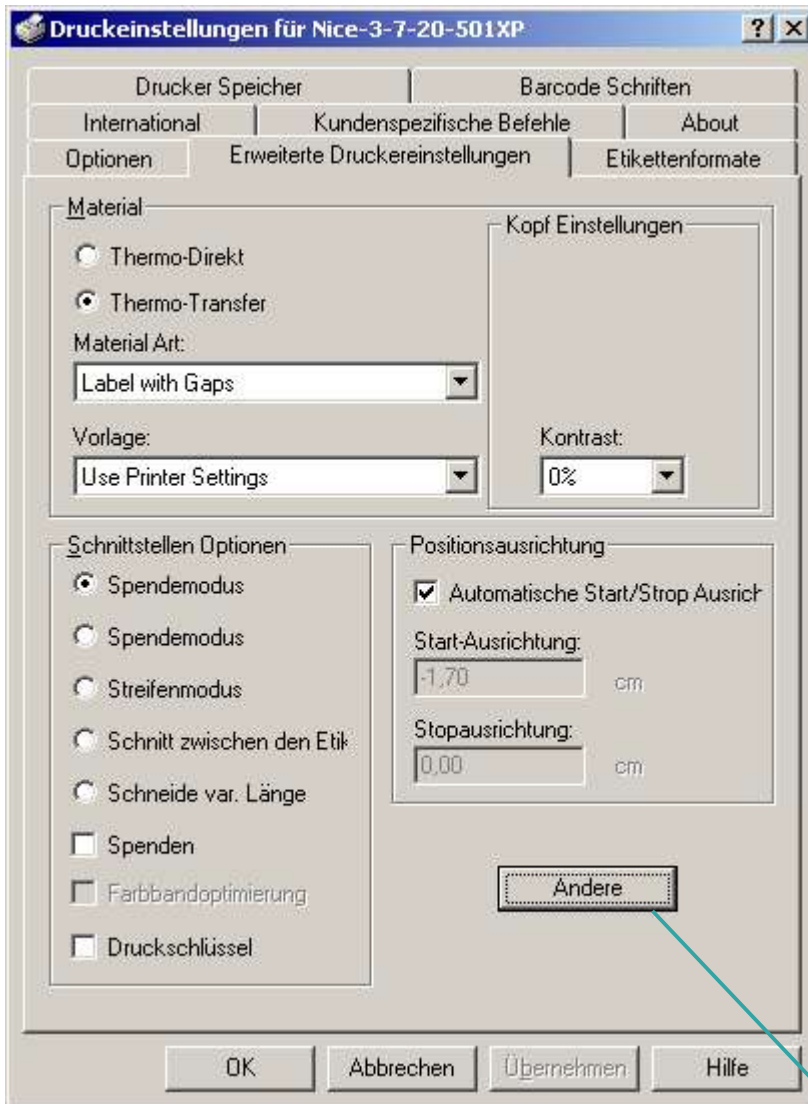 Druckeinstellungen für Nice-3-7-20-501XP
Drucker Speicher
Barcode Schriften
International
Kundenspezifische Befehle
About
Optionen
Erweiterte Druckereinstellungen
Etikettenformate
Material
Thermo-Direkt
Thermo-Transfer
Material Art:
Label with Gaps
Vorlage:
Use Printer Settings
Kopf Einstellungen
Kontrast:
0%
Schnittstellen Optionen
Spendemodus
Spendemodus
Streifenmodus
Schnitt zwischen den Etik
Schneide var. Länge
Spenden
Farbbandoptimierung
Druckschlüssel
Positionsausrichtung
Automatische Start/Strop Ausrich
Start-Ausrichtung:
-1,70 cm
Stopausrichtung:
0,00 cm
Andere
OK
Abbrechen
Übernehmen
Hilfe